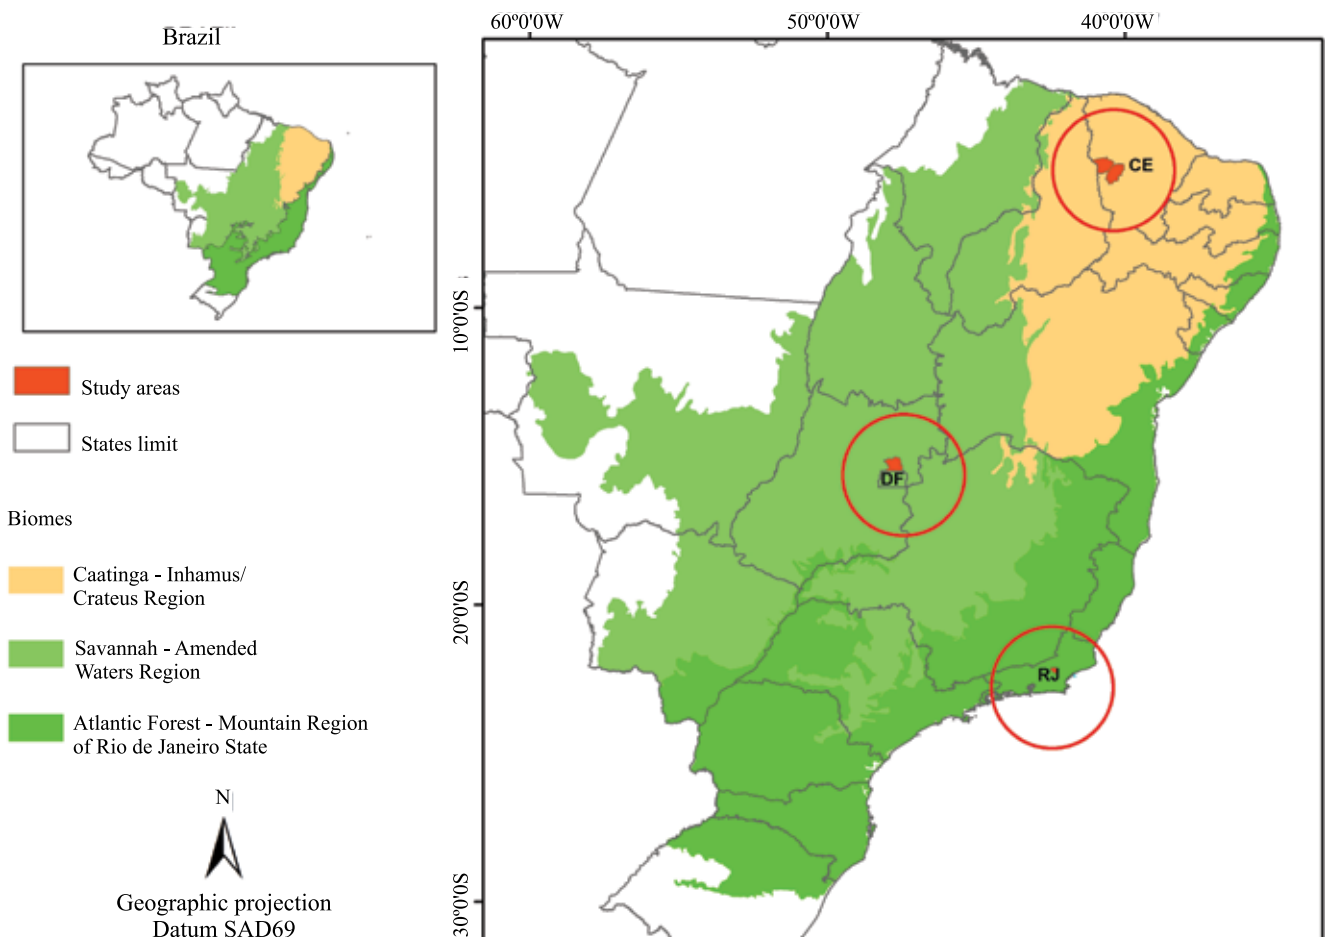 Brazil
60º0'0W
50º0'0W
40º0'0W
10º0'0S
20º0'0S
30º0'0S
CE
DF
RJ
Study areas
States limit
Biomes
Caatinga - Inhamus/
Crateus Region
Savannah - Amended
Waters Region
Atlantic Forest - Mountain Region
of Rio de Janeiro State
N
Geographic projection
Datum SAD69